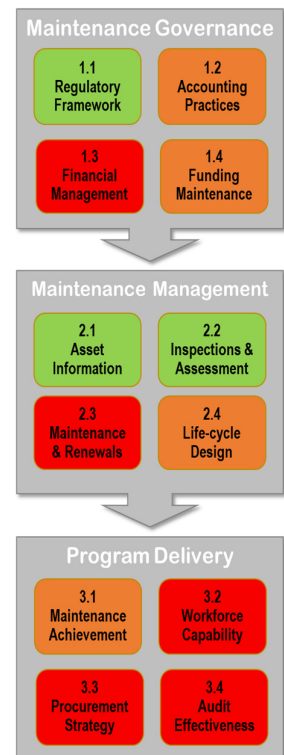 Maintenance Governance
1.1
Regulatory
Framework
1.2
Accounting
Practices
1.3
Financial
Management
1.4
Funding
Maintenance
Maintenance Management
2.1
Asset
Information
2.2
Inspections &
Assessment
2.3
Maintenance
& Renewals
2.4
Life-cycle
Design
Program Delivery
3.1
Maintenance
Achievement
3.2
Workforce
Capability
3.3
Procurement
Strategy
3.4
Audit
Effectiveness